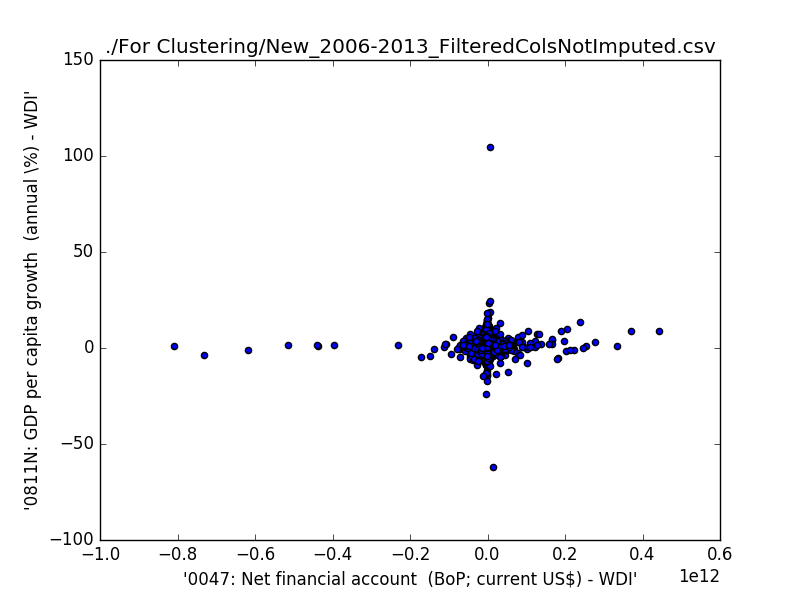 ./For Clustering/New_2006-2013_FilteredColsNotImputed.csv
150
100
50
0
−50
−100
'0811N: GDP per capita growth  (annual \%) - WDI'
−1.0 −0.8 −0.6 −0.4 −0.2 0.0 0.2 0.4 0.6
1e12
'0047: Net financial account  (BoP; current US$) - WDI'